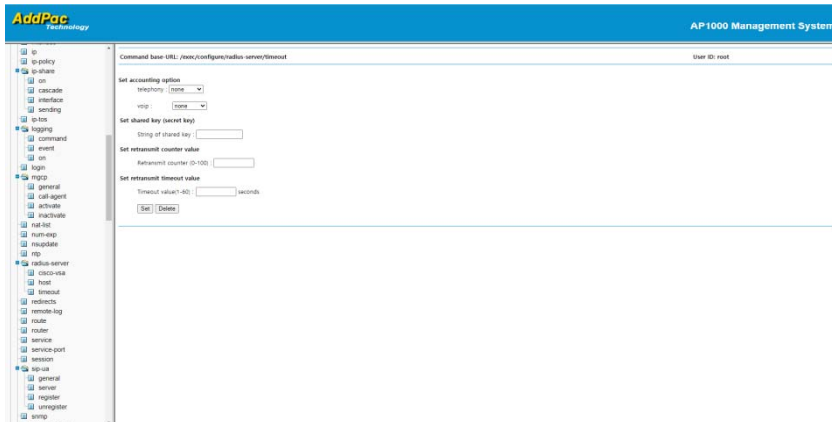 AddPac
Technology
AP1000 Management System
ip
ip-policy
ip-share
on
cascade
interface
sending
ip-tos
logging
command
event
on
login
mgcp
general
call-agent
activate
inactivate
nat-list
num-exp
nsupdate
ntp
radius-server
cisco-vsa
host
timeout
redirects
remote-log
route
router
service
service-port
session
sip-ua
general
server
register
unregister
snmp
Command base-URL: /exec/configure/radius-server/timeout
User ID: root
Set accounting option
telephony : none
voip : none
Set shared key (secret key)
String of shared key :
Set retransmit counter value
Retransmit counter (0-100) :
Set retransmit timeout value
Timeout value(1-60) : seconds
Set Delete